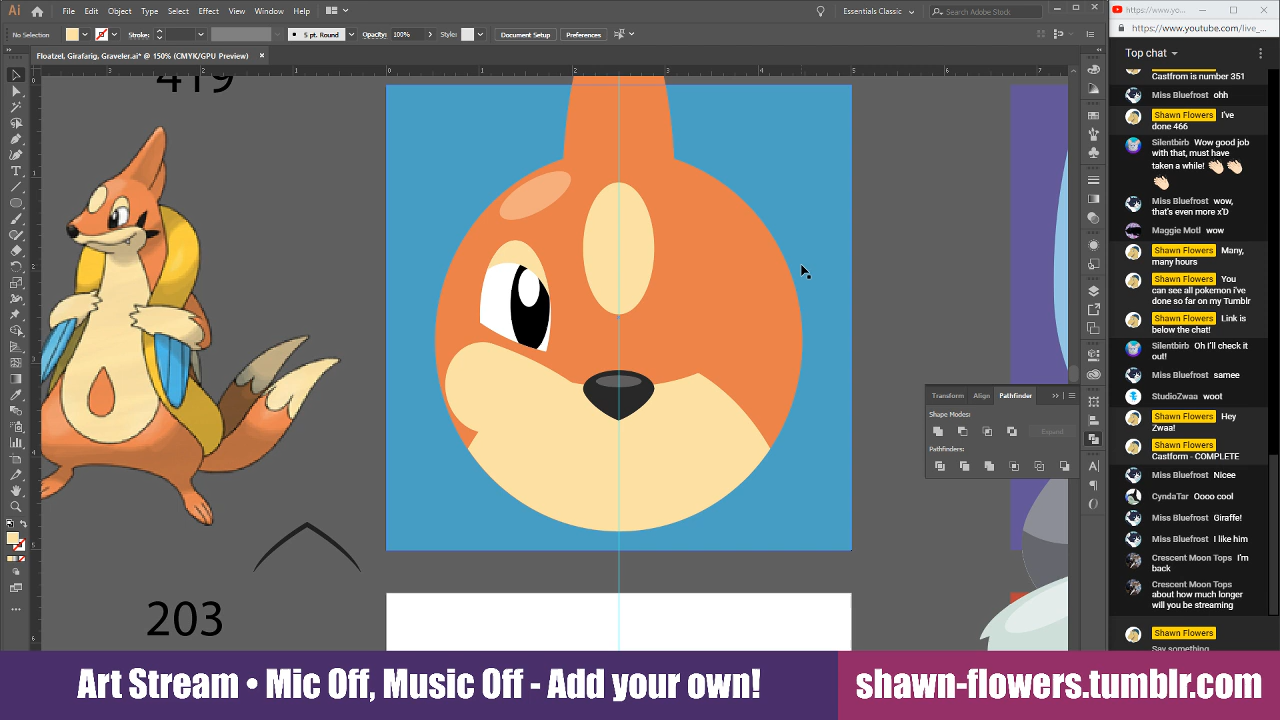 Ai
File Edit Object Type Select Effect View Window Help
Essentials Classic
Search Adobe Stock
No Selection
Stroke:
5 pt. Round
Opacity: 100%
Style:
Document Setup
Preferences
Floatzel, Girafarig, Graveler.ai* @ 150% (CMYK/GPU Preview)
419
203
Transform Align Pathfinder
Shape Modes:
Expand
Pathfinders:
https://www.yo...
https://www.youtube.com/live_...
Top chat
Castfrom is number 351
Miss Bluefrost ohh
Shawn Flowers I've
done 466
Silentbirb Wow good job
with that, must have
taken a while!
Miss Bluefrost wow,
that's even more x'D
Maggie Motl wow
Shawn Flowers Many,
many hours
Shawn Flowers You
can see all pokemon i've
done so far on my Tumblr
Shawn Flowers Link is
below the chat!
Silentbirb Oh I'll check it
out!
Miss Bluefrost samee
StudioZwaa woot
Shawn Flowers Hey
Zwaa!
Shawn Flowers
Castform - COMPLETE
Miss Bluefrost Nicee
CyndaTar Oooo cool
Miss Bluefrost Giraffe!
Miss Bluefrost I like him
Crescent Moon Tops I'm
back
Crescent Moon Tops
about how much longer
will you be streaming
Shawn Flowers
Say something...
Art Stream • Mic Off, Music Off - Add your own!
shawn-flowers.tumblr.com